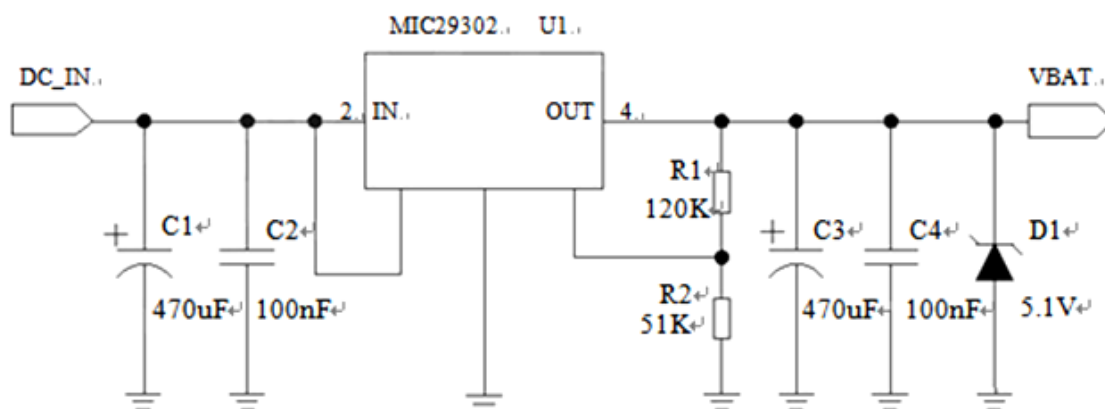 MIC29302 U1
DC_IN
VBAT
2 IN
OUT 4
R1
120K
C1
C2
C3
C4
D1
R2
51K
470uF
100nF
470uF
100nF
5.1V